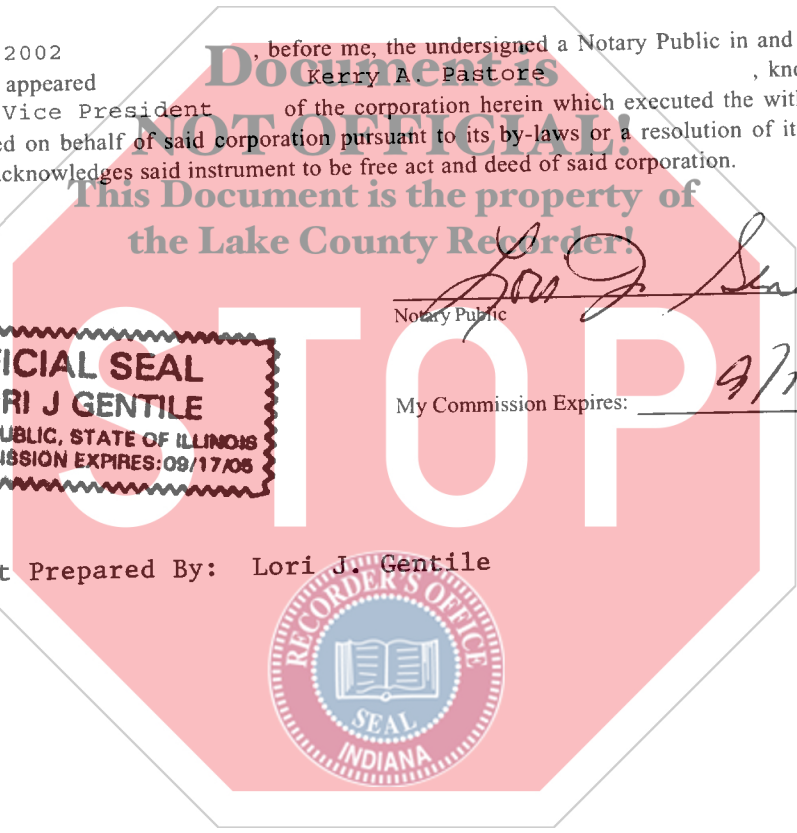 2002 , before me, the undersigned a Notary Public in and
appeared Kerry A. Pastore , kno
Vice President of the corporation herein which executed the with
ed on behalf of said corporation pursuant to its by-laws or a resolution of it
acknowledges said instrument to be free act and deed of said corporation.
Document is
NOT OFFICIAL!
This Document is the property of
the Lake County Recorder!
Notary Public
ICIAL SEAL
RI J GENTILE
UBLIC, STATE OF ILLINOIS
ISSION EXPIRES:09/17/05
My Commission Expires: 9/1
STOP
t Prepared By: Lori J. Gentile
RECORDER'S OFFICE
SEAL
INDIANA